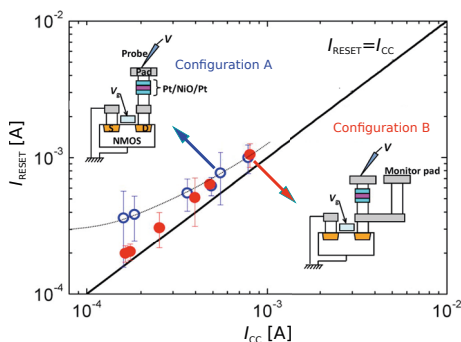 10⁻²
Probe
V
Configuration A
I_RESET=I_CC
Pad
Pt/NiO/Pt
V_g
S
D
NMOS
I_RESET [A]
Configuration B
10⁻³
V
Monitor pad
V_g
10⁻⁴
10⁻⁴
10⁻³
10⁻²
I_CC [A]